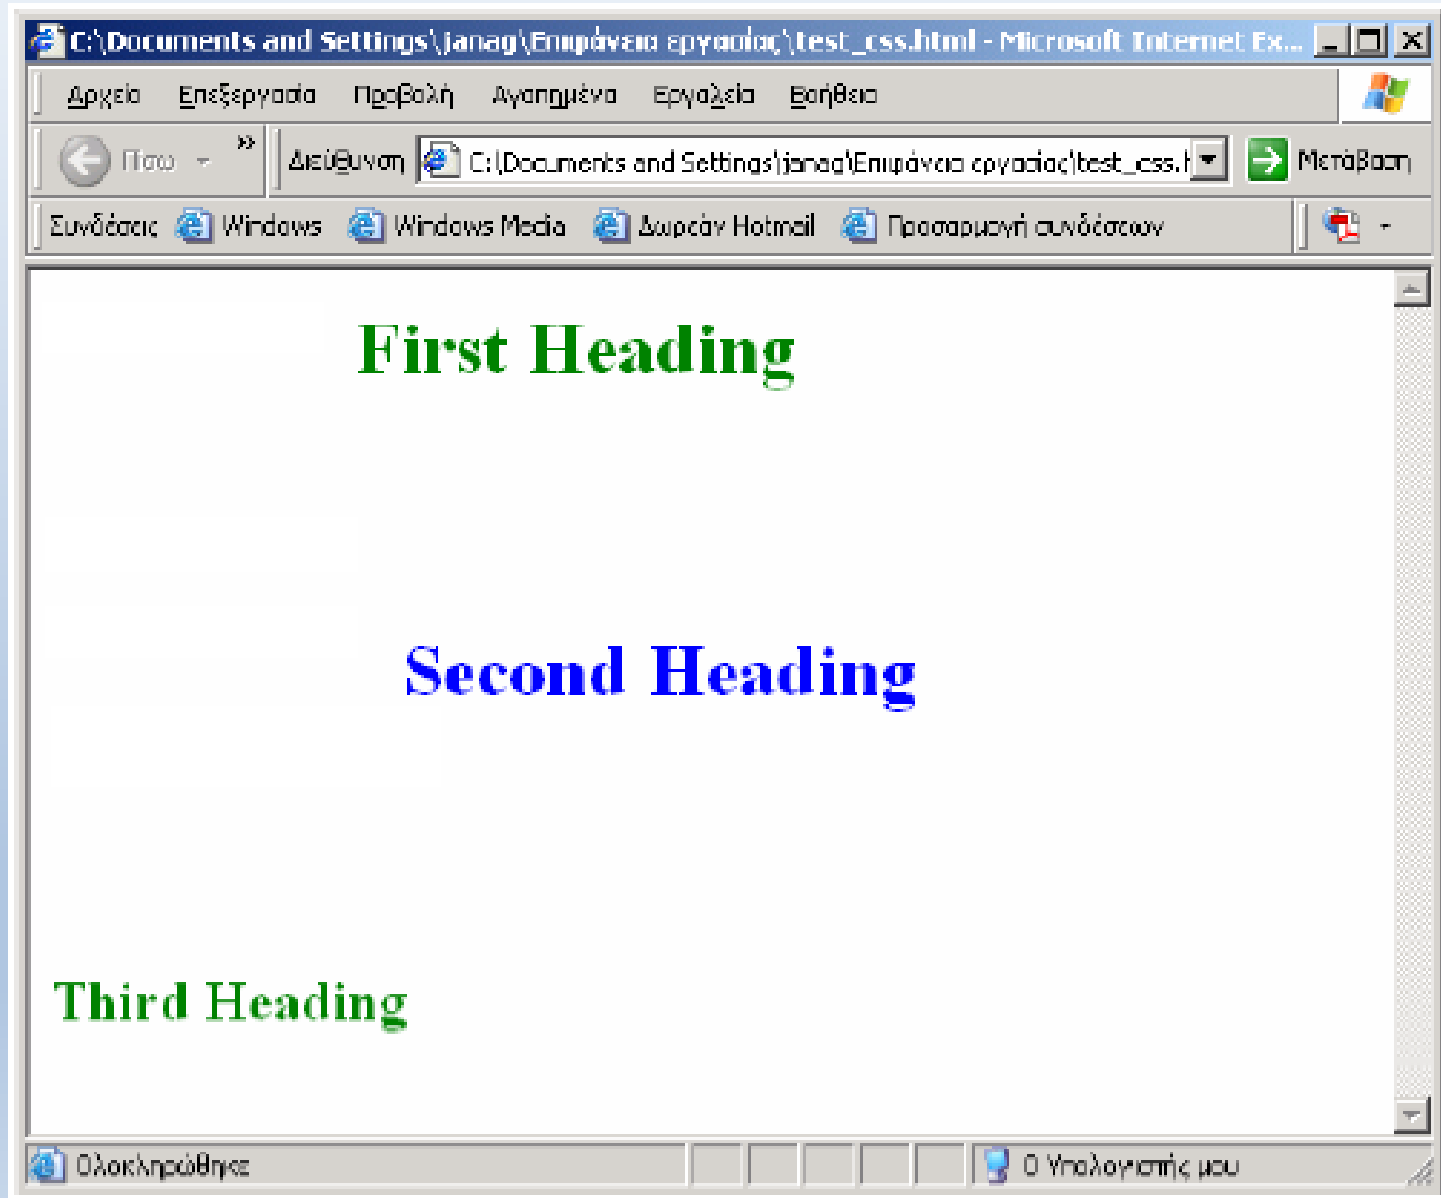 C:\Documents and Settings\janag\Επιφάνεια εργασίας\test_css.html - Microsoft Internet Ex...
Αρχείο Επεξεργασία Προβολή Αγαπημένα Εργαλεία Βοήθεια
Πίσω » Διεύθυνση C:\Documents and Settings\janag\Επιφάνεια εργασίας\test_css.h Μετάβαση
Συνδέσεις Windows Windows Media Δωρεάν Hotmail Προσαρμογή συνδέσεων
First Heading
Second Heading
Third Heading
Ολοκληρώθηκε Ο Υπολογιστής μου